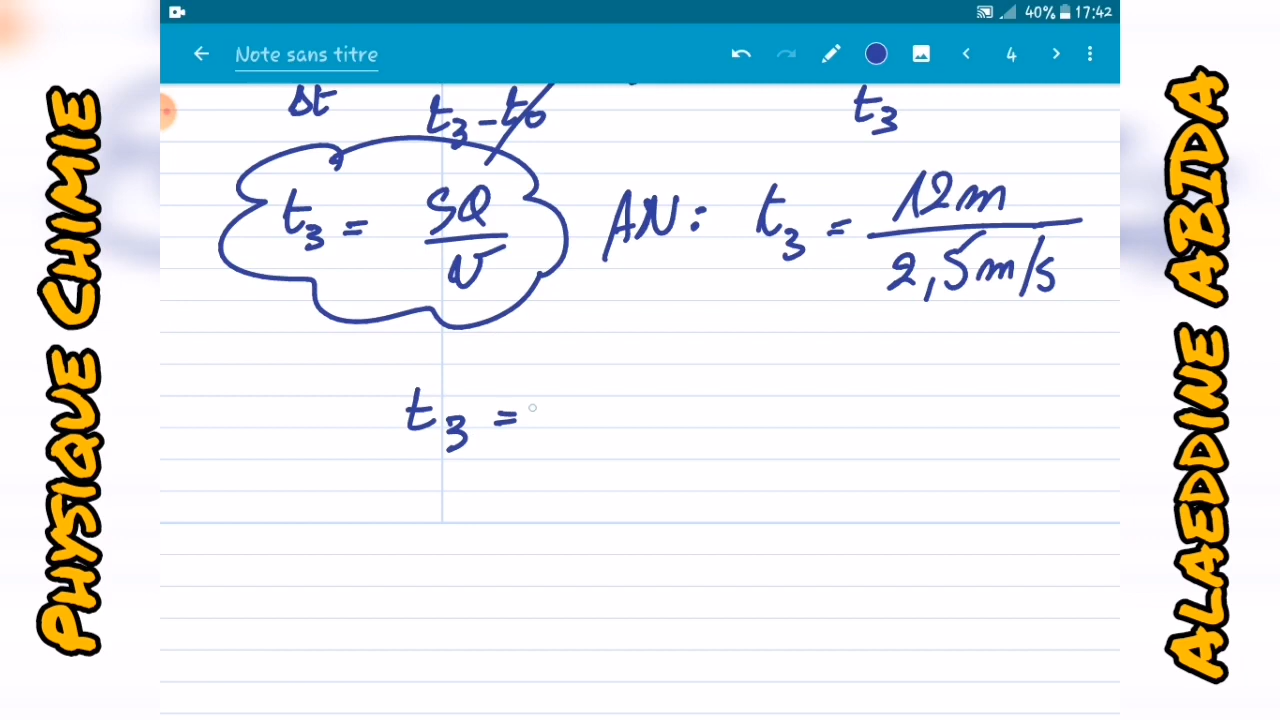 40% 17:42
Note sans titre
4
Δt
t3 - t0
t3
t3 = SQ / V
AN: t3 = 12m / 2,5m/s
t3 =
PHYSIQUE CHIMIE
ALAEDDINE ABIDA